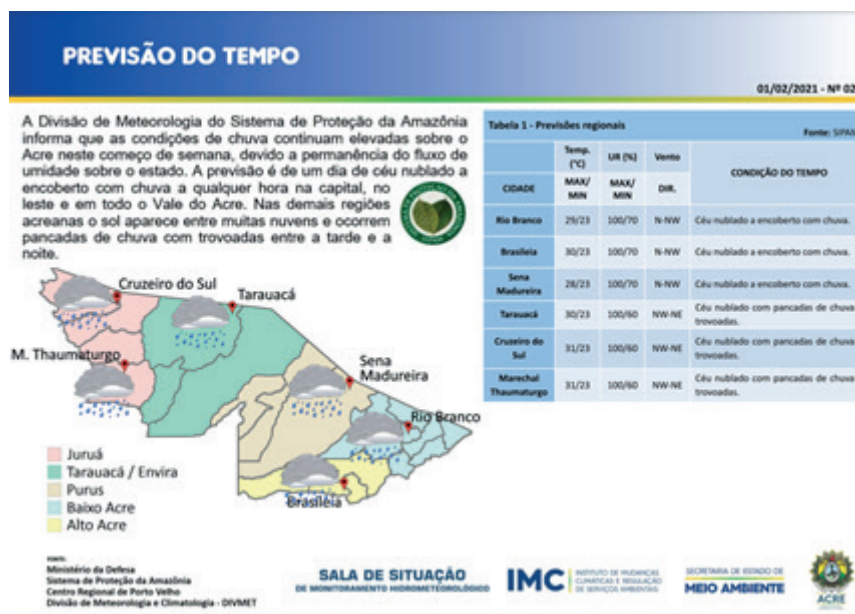 PREVISÃO DO TEMPO
01/02/2021 - Nº 02
A Divisão de Meteorologia do Sistema de Proteção da Amazônia
informa que as condições de chuva continuam elevadas sobre o
Acre neste começo de semana, devido a permanência do fluxo de
umidade sobre o estado. A previsão é de um dia de céu nublado a
encoberto com chuva a qualquer hora na capital, no
leste e em todo o Vale do Acre. Nas demais regiões
acreanas o sol aparece entre muitas nuvens e ocorrem
pancadas de chuva com trovoadas entre a tarde e a
noite.
Tabela 1 - Previsões regionais
Fonte: SIPAM
Temp. (°C) UR (%) Vento CONDIÇÃO DO TEMPO
CIDADE MAX/ MIN MAX/ MIN DIR.
Rio Branco 29/23 100/70 N-NW Céu nublado a encoberto com chuva.
Brasileia 30/23 100/70 N-NW Céu nublado a encoberto com chuva.
Sena Madureira 28/23 100/70 N-NW Céu nublado a encoberto com chuva.
Tarauacá 30/23 100/60 NW-NE Céu nublado com pancadas de chuva trovoadas.
Cruzeiro do Sul 31/23 100/60 NW-NE Céu nublado com pancadas de chuva trovoadas.
Marechal Thaumaturgo 31/23 100/60 NW-NE Céu nublado com pancadas de chuva trovoadas.
Cruzeiro do Sul
Tarauacá
M. Thaumaturgo
Sena
Madureira
Rio Branco
Brasiléia
Juruá
Tarauacá / Envira
Purus
Baixo Acre
Alto Acre
FONTE:
Ministério da Defesa
Sistema de Proteção da Amazônia
Centro Regional de Porto Velho
Divisão de Meteorologia e Climatologia - DIVMET
SALA DE SITUAÇÃO
DE MONITORAMENTO HIDROMETEOROLÓGICO
IMC
INSTITUTO DE MUDANÇAS
CLIMÁTICAS E REGULAÇÃO
DE SERVIÇOS AMBIENTAIS
SECRETARIA DE ESTADO DE
MEIO AMBIENTE
ACRE